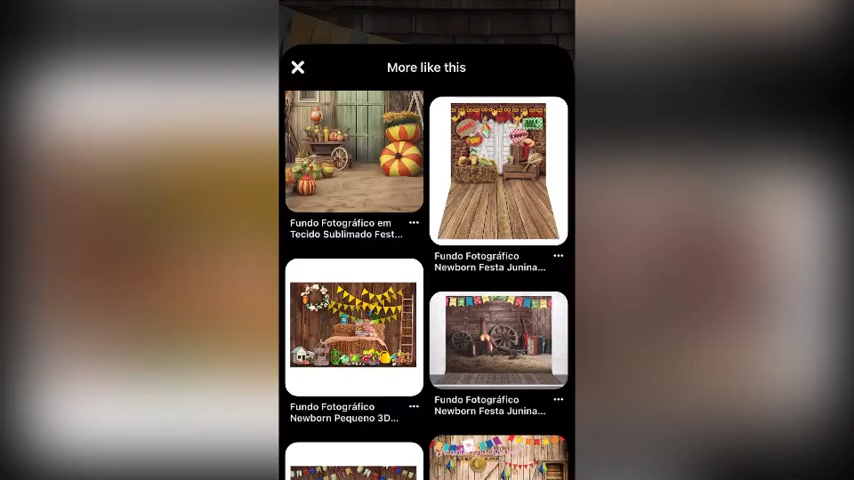 More like this
Fundo Fotográfico em
Tecido Sublimado Fest...
Fundo Fotográfico
Newborn Festa Junina...
Fundo Fotográfico
Newborn Pequeno 3D...
Fundo Fotográfico
Newborn Festa Junina...